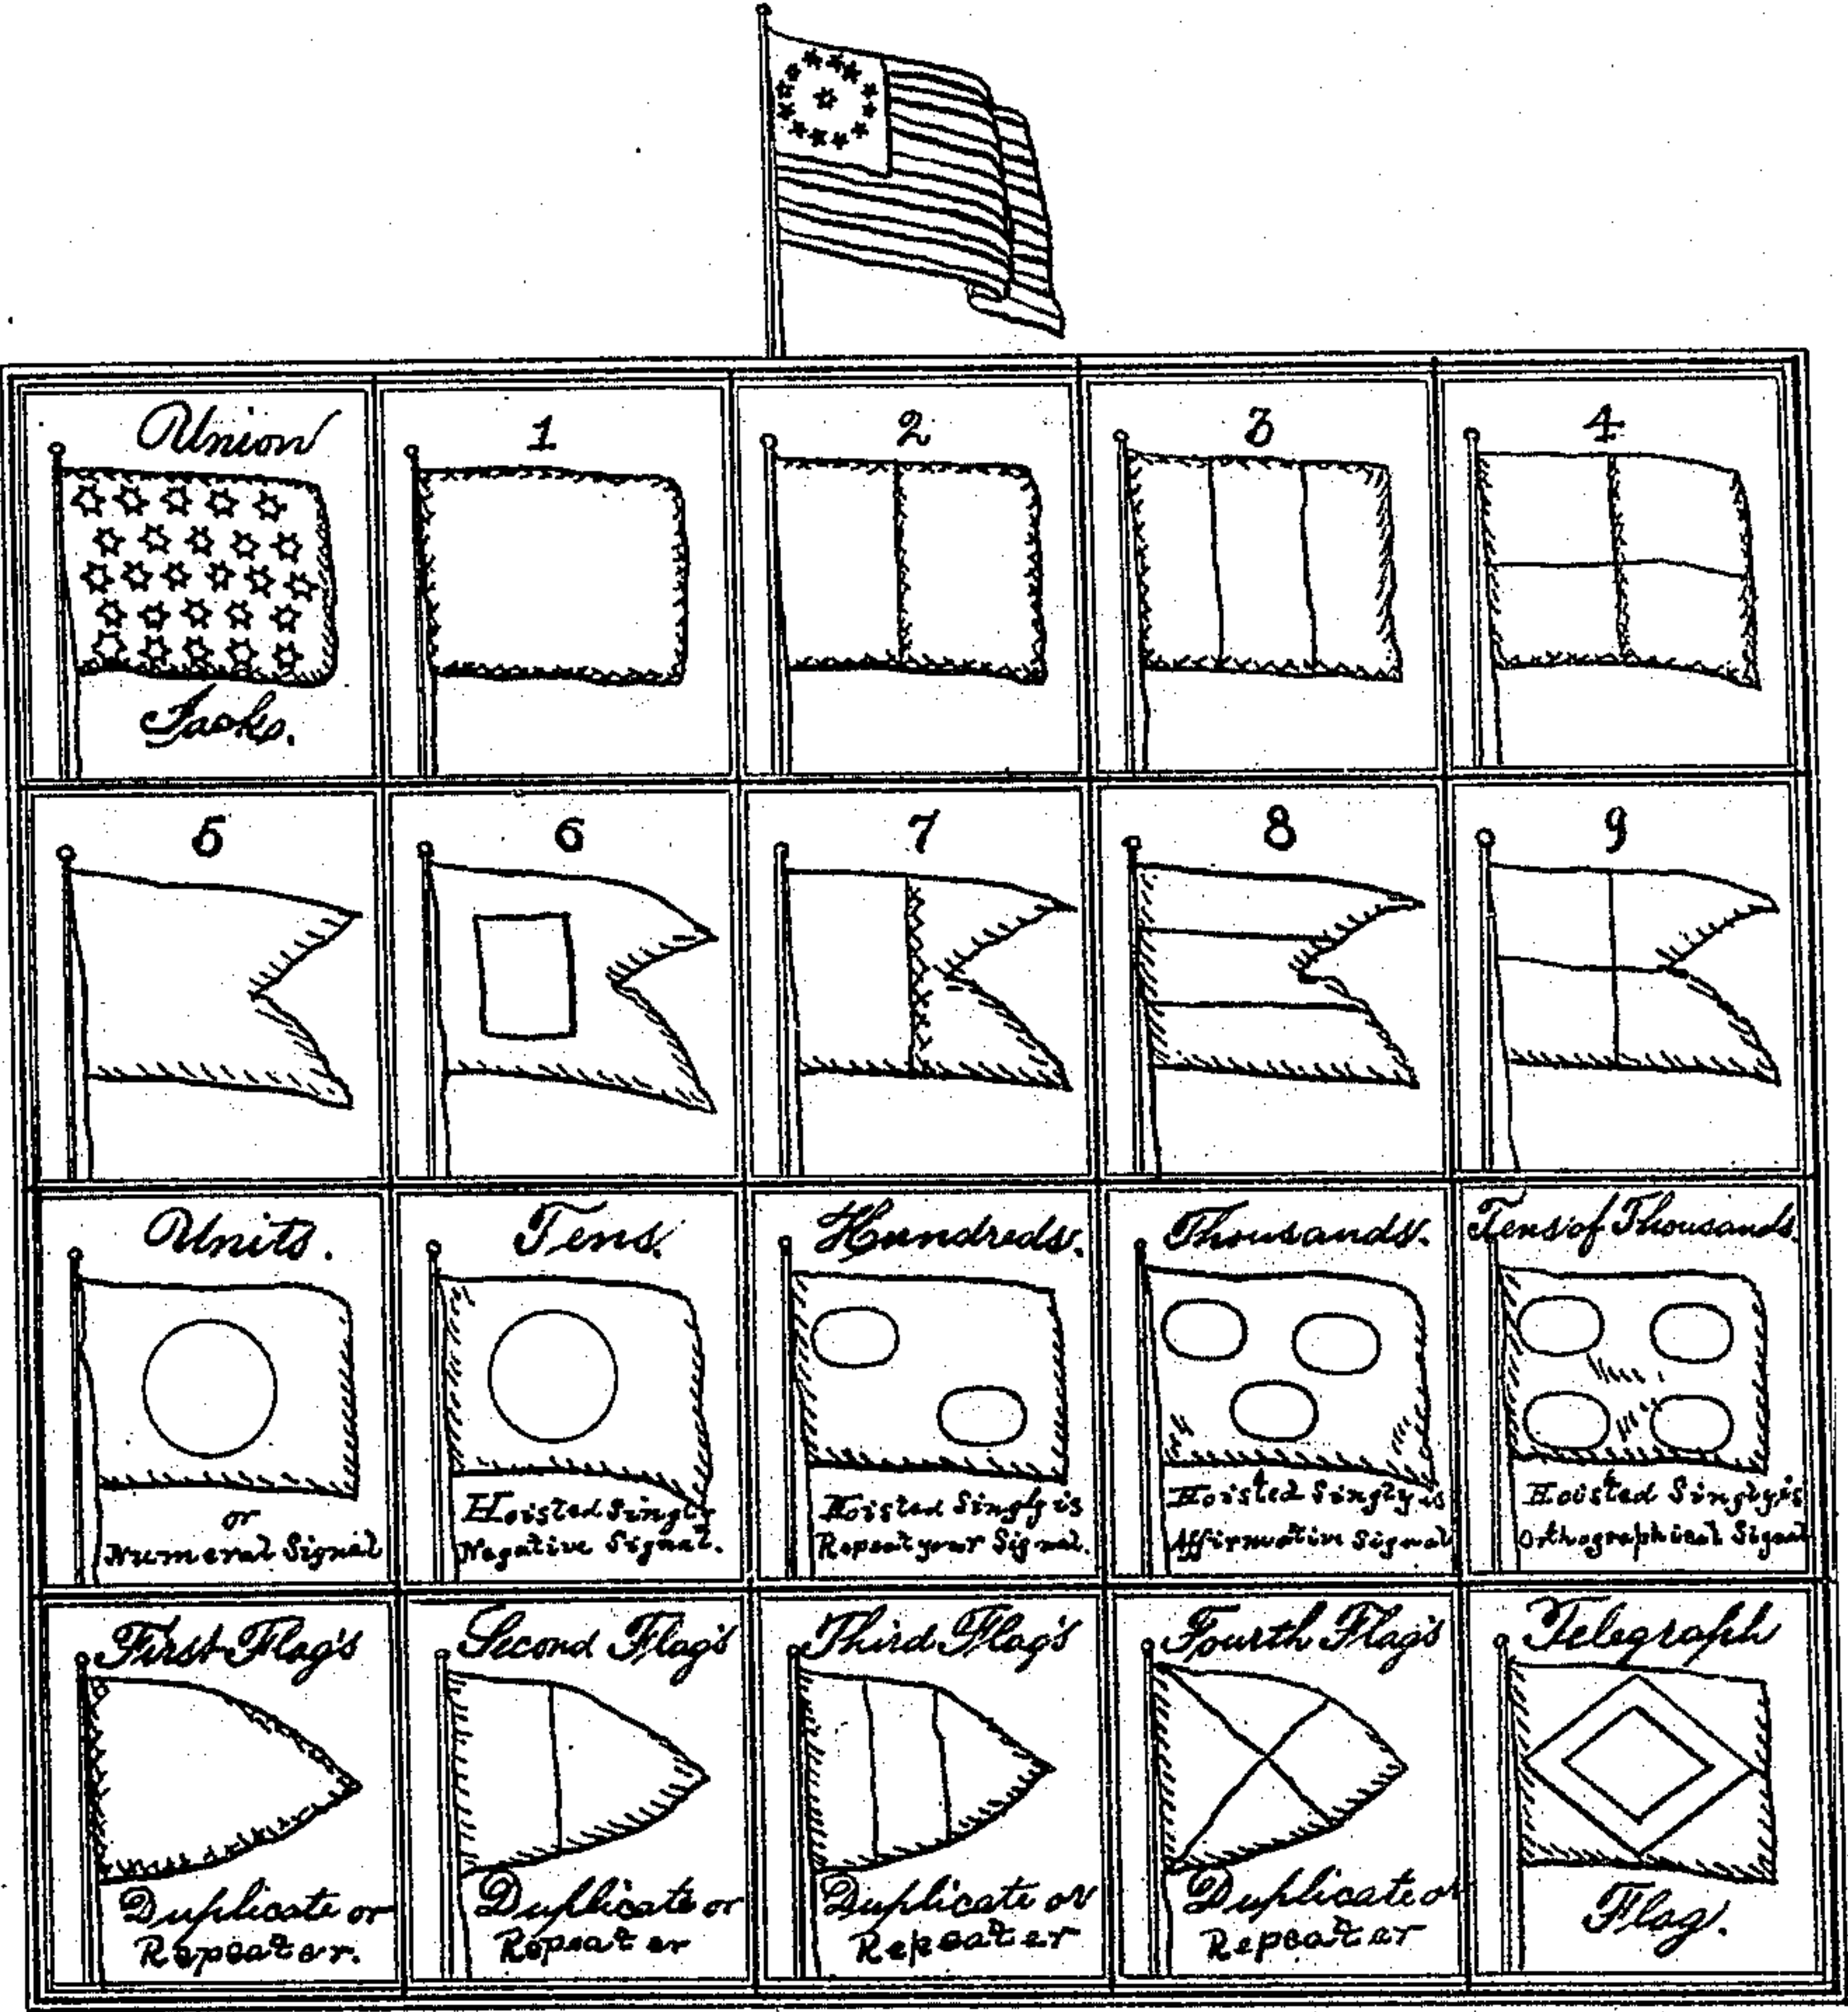 Union
Jack.
1
2
3
4
5
6
7
8
9
Units.
or
Numeral Signal
Tens.
Hoisted Singly
Negative Signal.
Hundreds.
Hoisted Singly is
Repeat your Signal.
Thousands.
Hoisted Singly is
Affirmative Signal
Tens of Thousands.
Hoisted Singly is
Orthographical Signal
First Flag's
Duplicate or
Repeater.
Second Flag's
Duplicate or
Repeater
Third Flag's
Duplicate or
Repeater
Fourth Flag's
Duplicate or
Repeater
Telegraph
Flag.